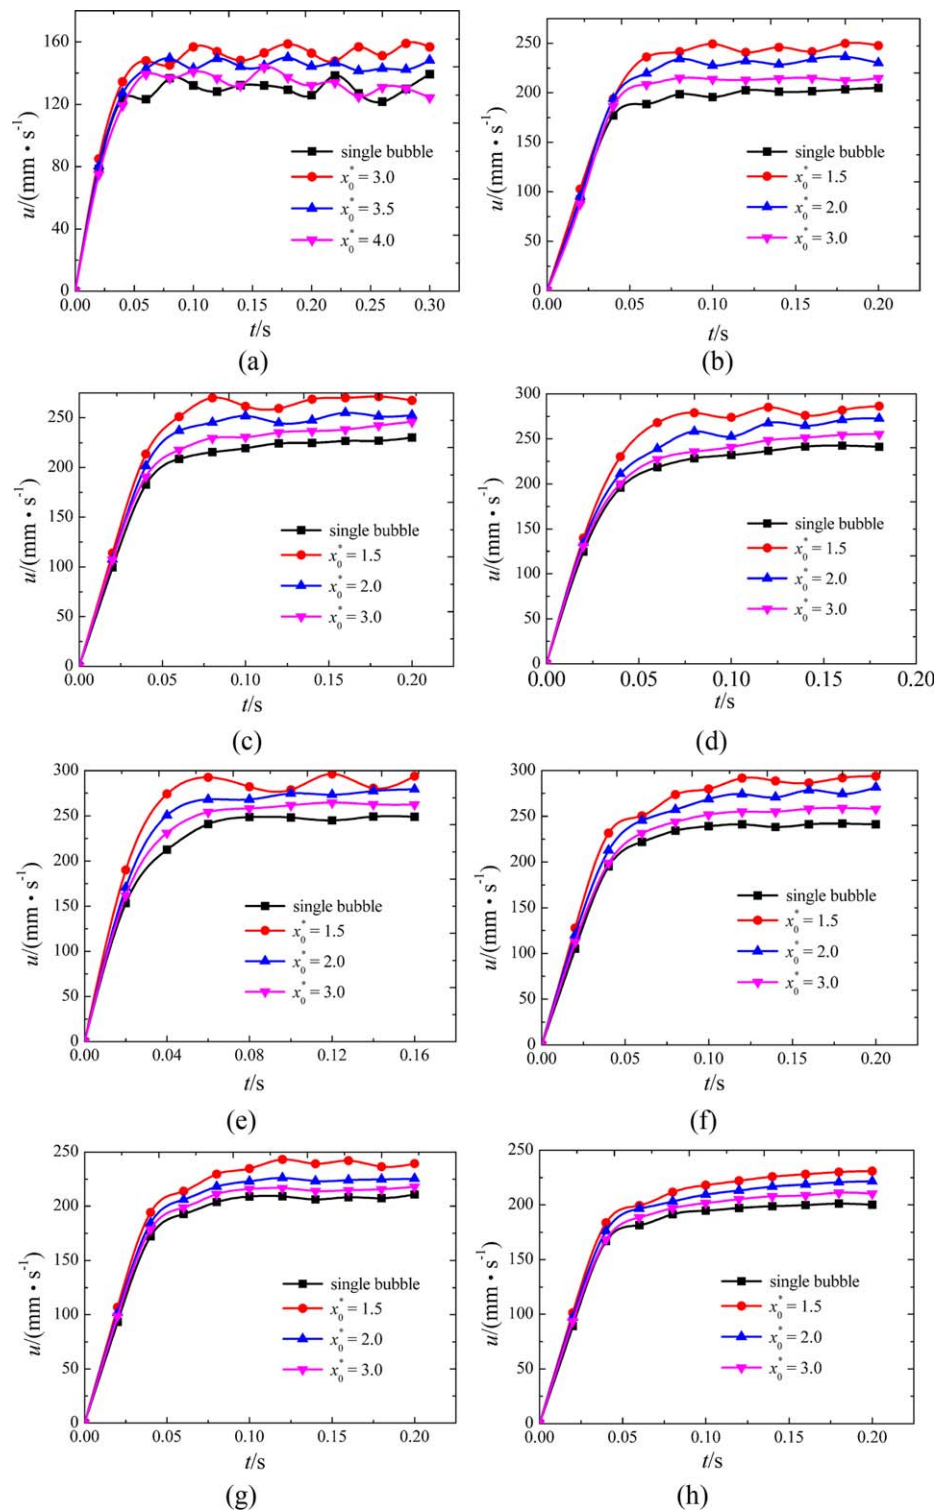 160
120
80
40
0
u/(mm • s⁻¹)
single bubble
x₀* = 3.0
x₀* = 3.5
x₀* = 4.0
0.00 0.05 0.10 0.15 0.20 0.25 0.30
t/s
(a)
250
200
150
100
50
0
u/(mm • s⁻¹)
single bubble
x₀* = 1.5
x₀* = 2.0
x₀* = 3.0
0.00 0.05 0.10 0.15 0.20
t/s
(b)
250
200
150
100
50
0
u/(mm • s⁻¹)
single bubble
x₀* = 1.5
x₀* = 2.0
x₀* = 3.0
0.00 0.05 0.10 0.15 0.20
t/s
(c)
300
250
200
150
100
50
0
u/(mm • s⁻¹)
single bubble
x₀* = 1.5
x₀* = 2.0
x₀* = 3.0
0.00 0.05 0.10 0.15 0.20
t/s
(d)
300
250
200
150
100
50
0
u/(mm • s⁻¹)
single bubble
x₀* = 1.5
x₀* = 2.0
x₀* = 3.0
0.00 0.04 0.08 0.12 0.16
t/s
(e)
300
250
200
150
100
50
0
u/(mm • s⁻¹)
single bubble
x₀* = 1.5
x₀* = 2.0
x₀* = 3.0
0.00 0.05 0.10 0.15 0.20
t/s
(f)
250
200
150
100
50
0
u/(mm • s⁻¹)
single bubble
x₀* = 1.5
x₀* = 2.0
x₀* = 3.0
0.00 0.05 0.10 0.15 0.20
t/s
(g)
250
200
150
100
50
0
u/(mm • s⁻¹)
single bubble
x₀* = 1.5
x₀* = 2.0
x₀* = 3.0
0.00 0.05 0.10 0.15 0.20
t/s
(h)